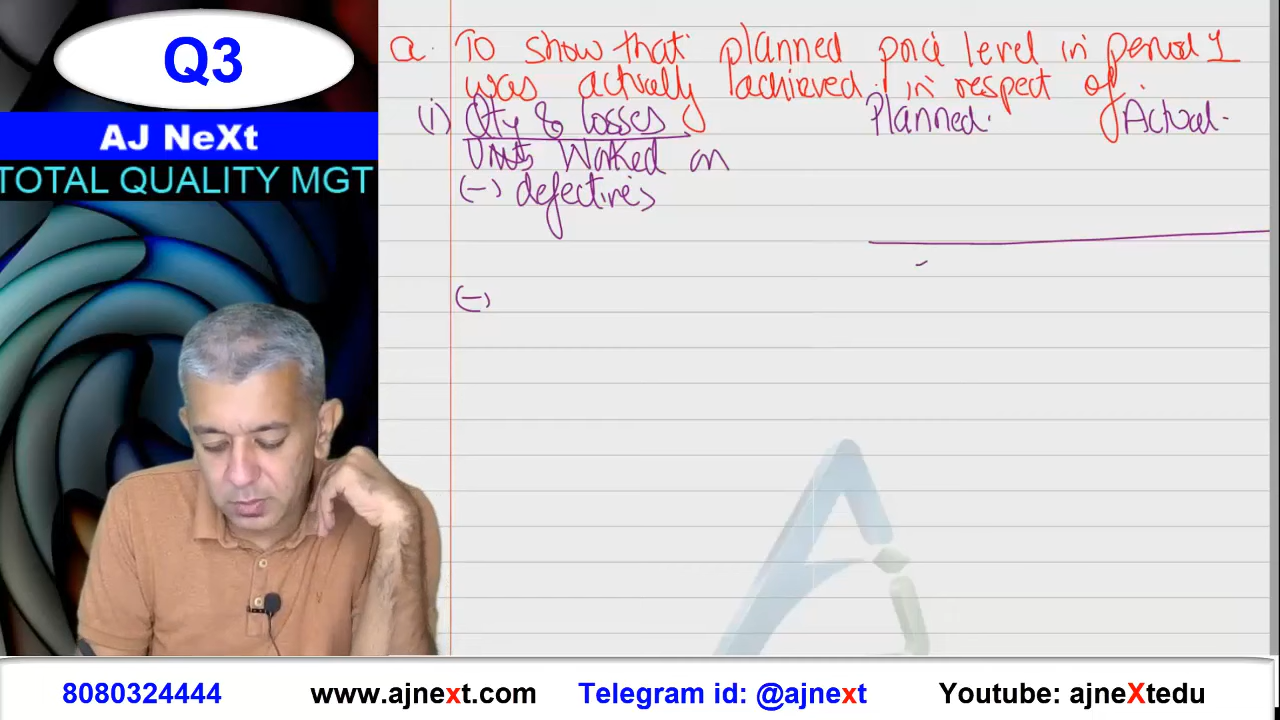 Q3
AJ NeXt
TOTAL QUALITY MGT
a. To show that planned price level in period 1
was actually achieved in respect of.
(i) Qty & losses Planned. Actual.
Units Worked on
(-) defectives
(-)
8080324444 www.ajnext.com Telegram id: @ajnext Youtube: ajneXtedu